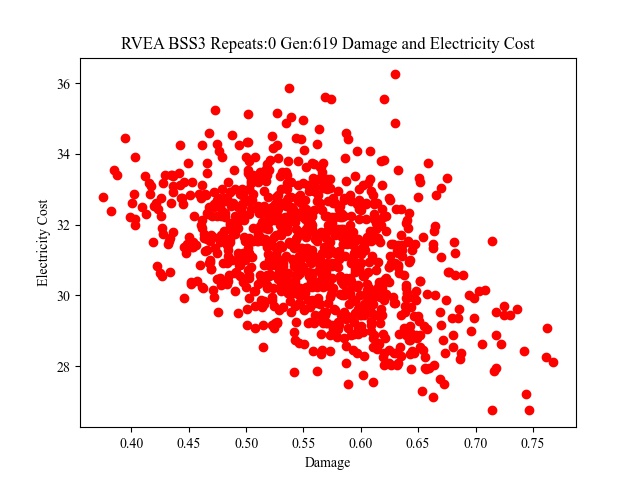 RVEA BSS3 Repeats:0 Gen:619 Damage and Electricity Cost
36
34
32
30
28
Electricity Cost
0.40 0.45 0.50 0.55 0.60 0.65 0.70 0.75
Damage